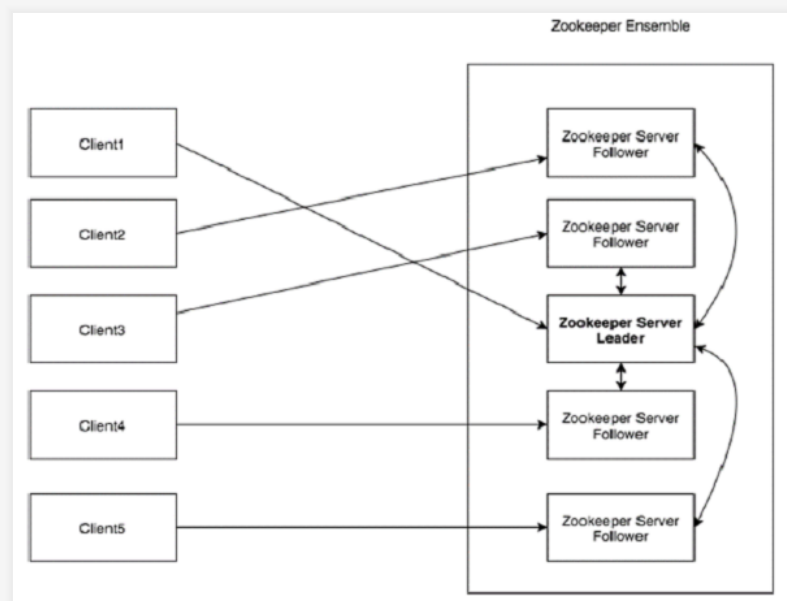 Zookeeper Ensemble
Client1
Zookeeper Server
Follower
Client2
Zookeeper Server
Follower
Client3
Zookeeper Server
Leader
Client4
Zookeeper Server
Follower
Client5
Zookeeper Server
Follower